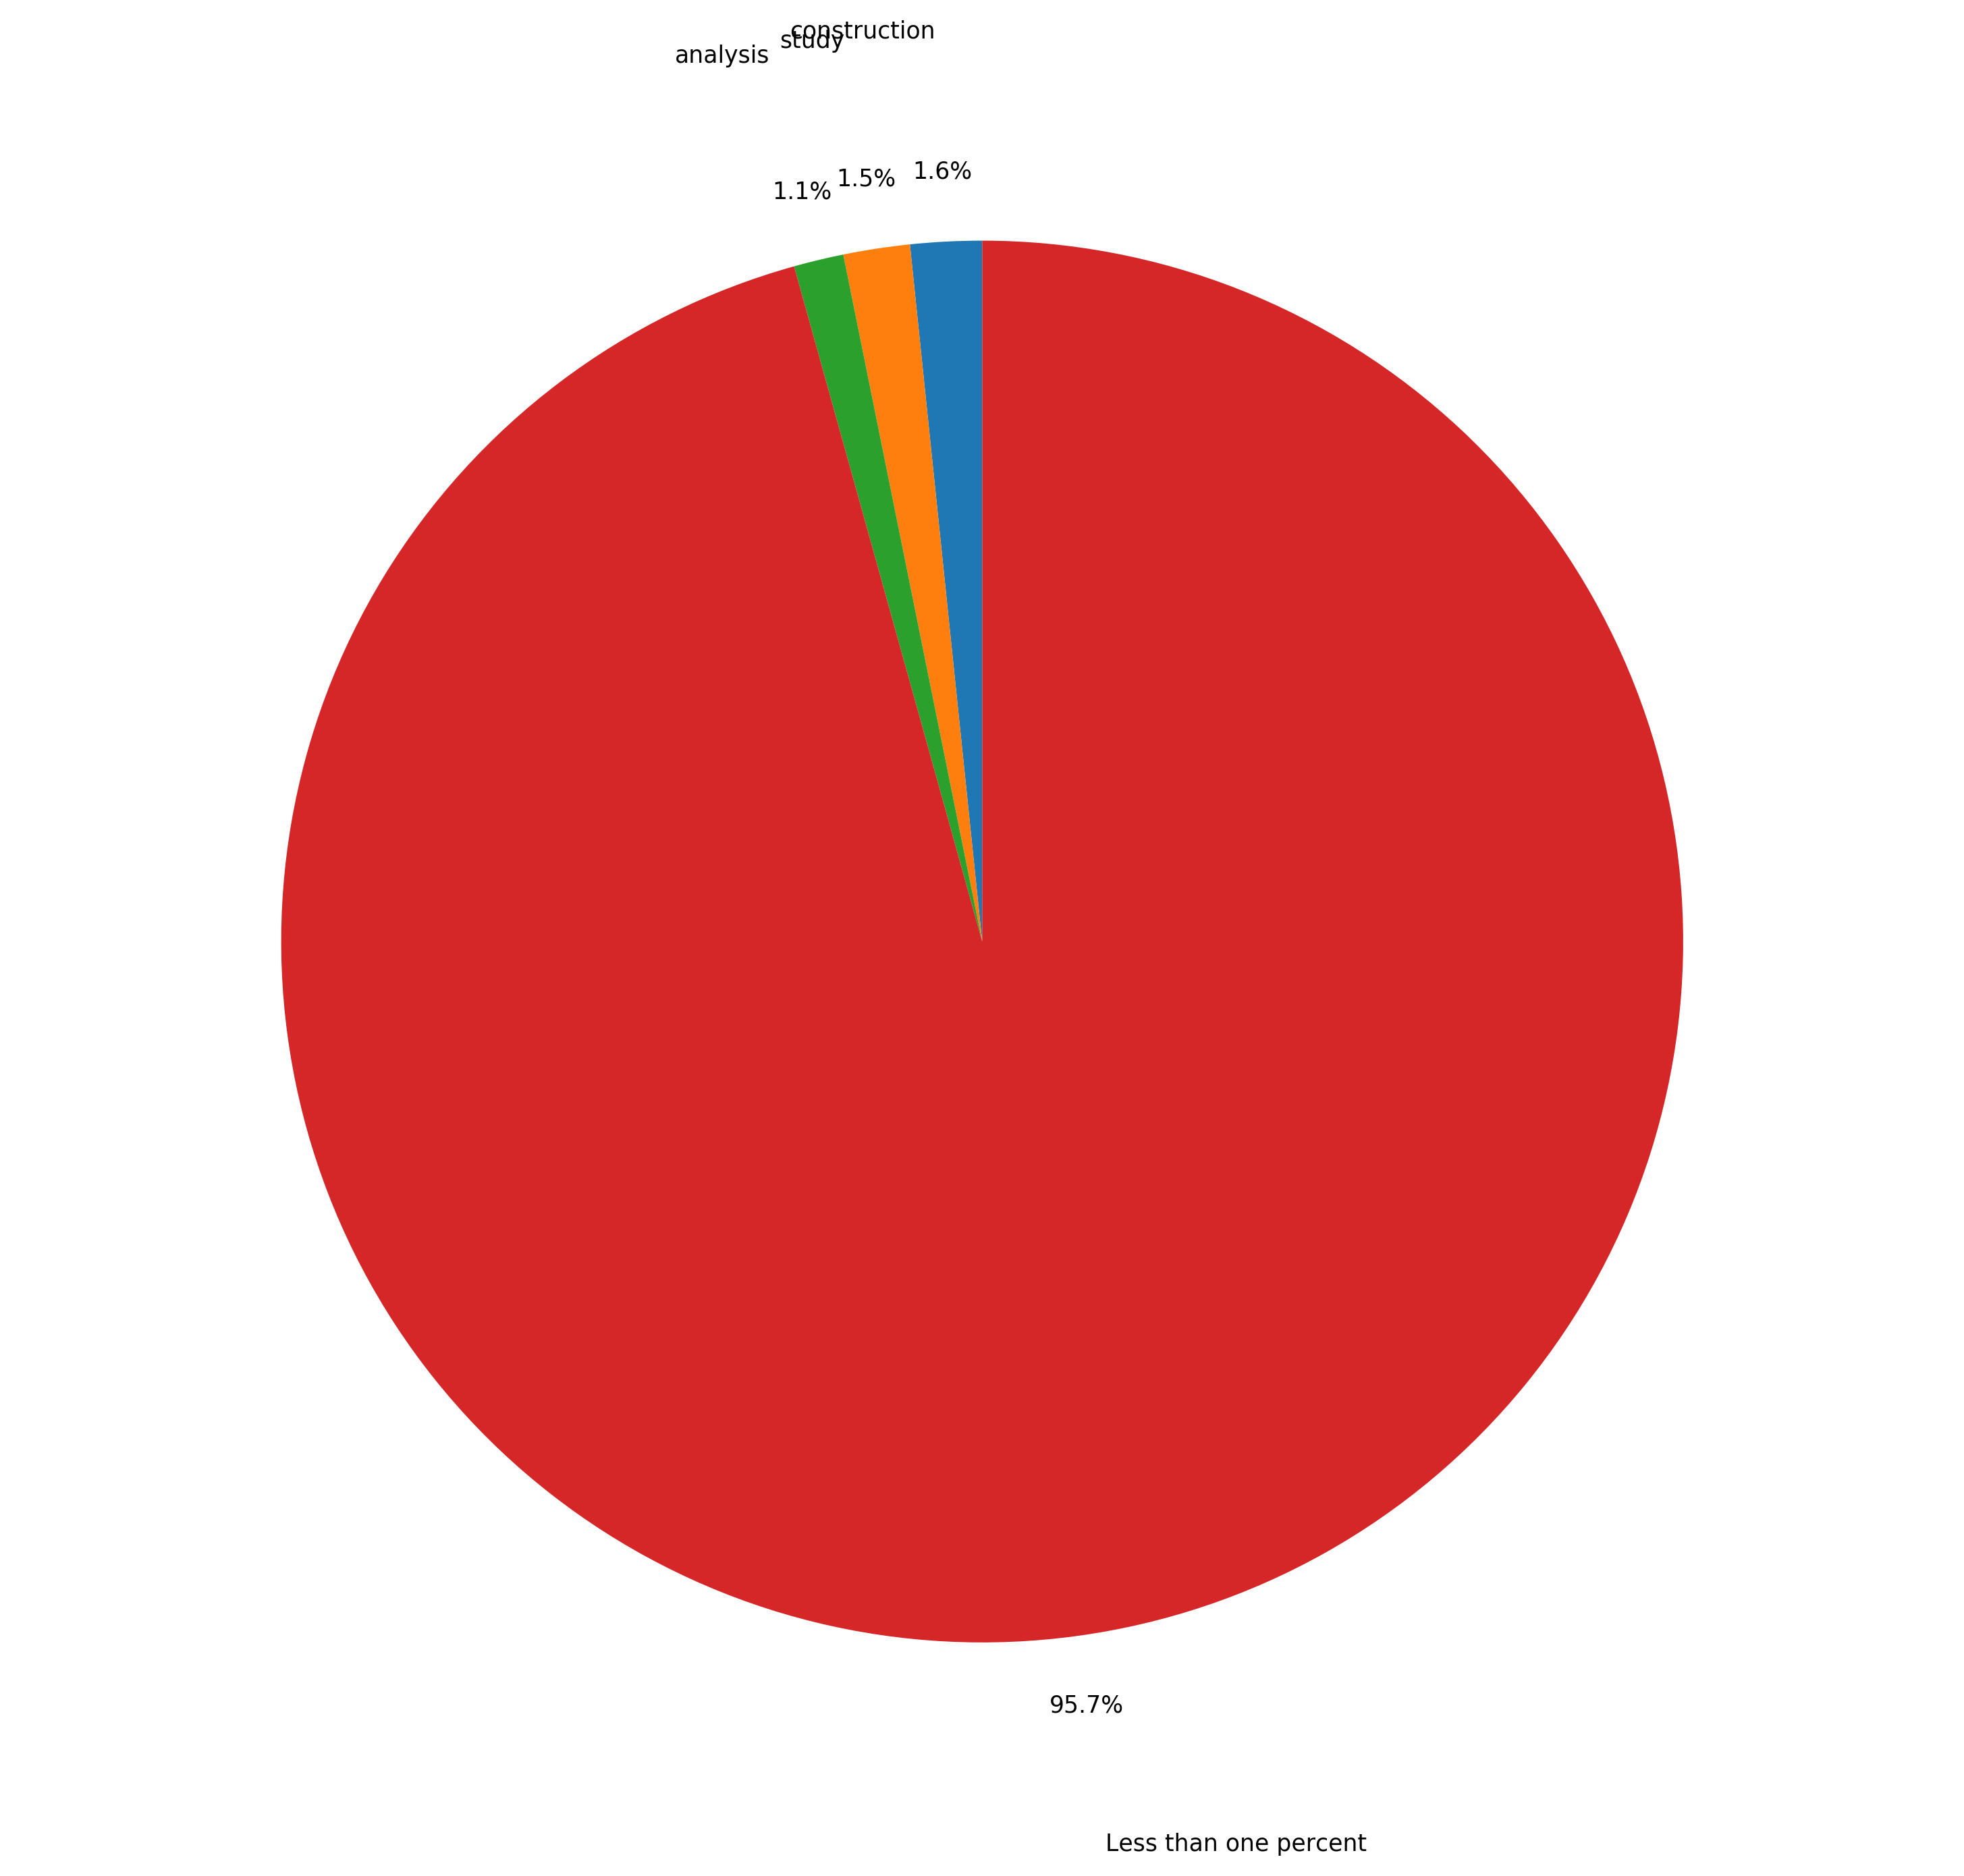 construction
study
analysis
1.6%
1.5%
1.1%
95.7%
Less than one percent